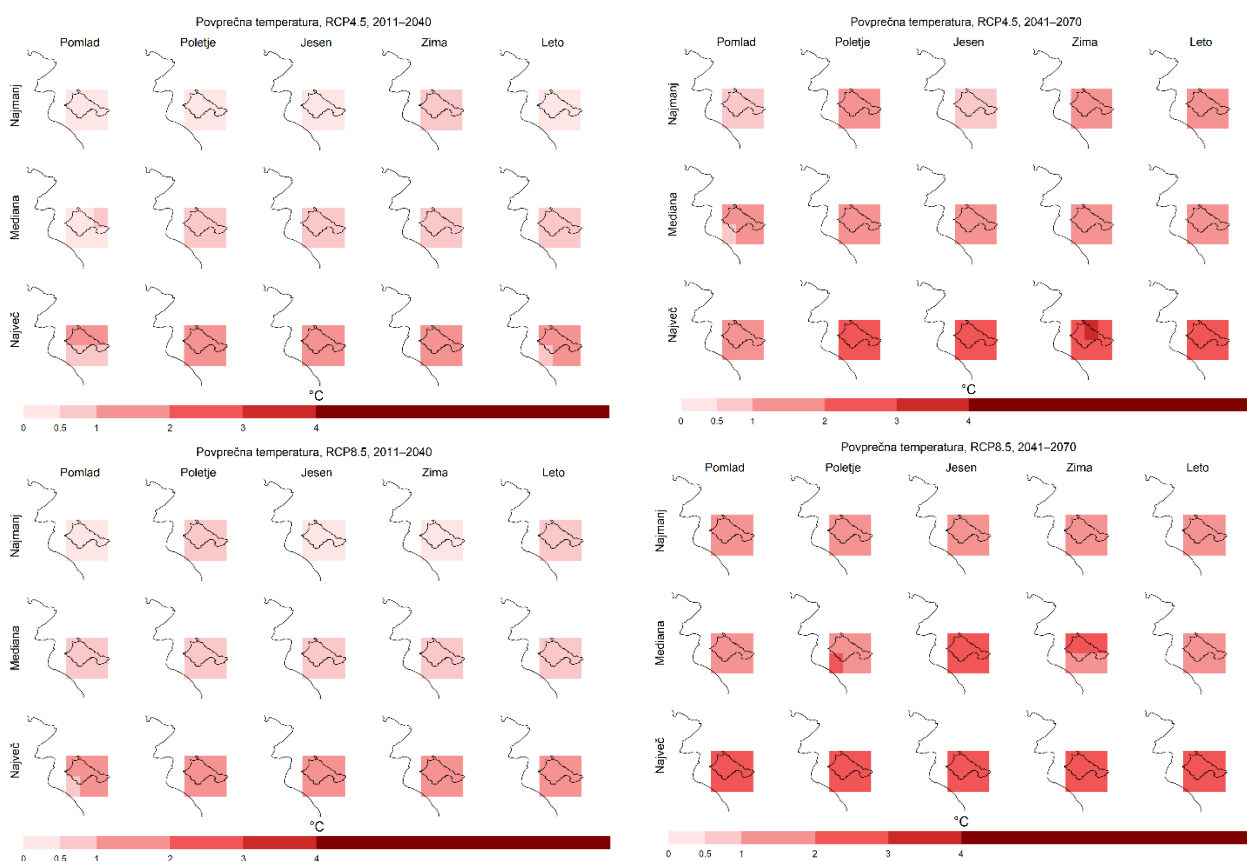 Povprečna temperatura, RCP4.5, 2011–2040
Pomlad Poletje Jesen Zima Leto
Najmanj
Mediana
Največ
°C
0 0.5 1 2 3 4
Povprečna temperatura, RCP4.5, 2041–2070
Pomlad Poletje Jesen Zima Leto
Najmanj
Mediana
Največ
°C
0 0.5 1 2 3 4
Povprečna temperatura, RCP8.5, 2011–2040
Pomlad Poletje Jesen Zima Leto
Najmanj
Mediana
Največ
°C
0 0.5 1 2 3 4
Povprečna temperatura, RCP8.5, 2041–2070
Pomlad Poletje Jesen Zima Leto
Najmanj
Mediana
Največ
°C
0 0.5 1 2 3 4